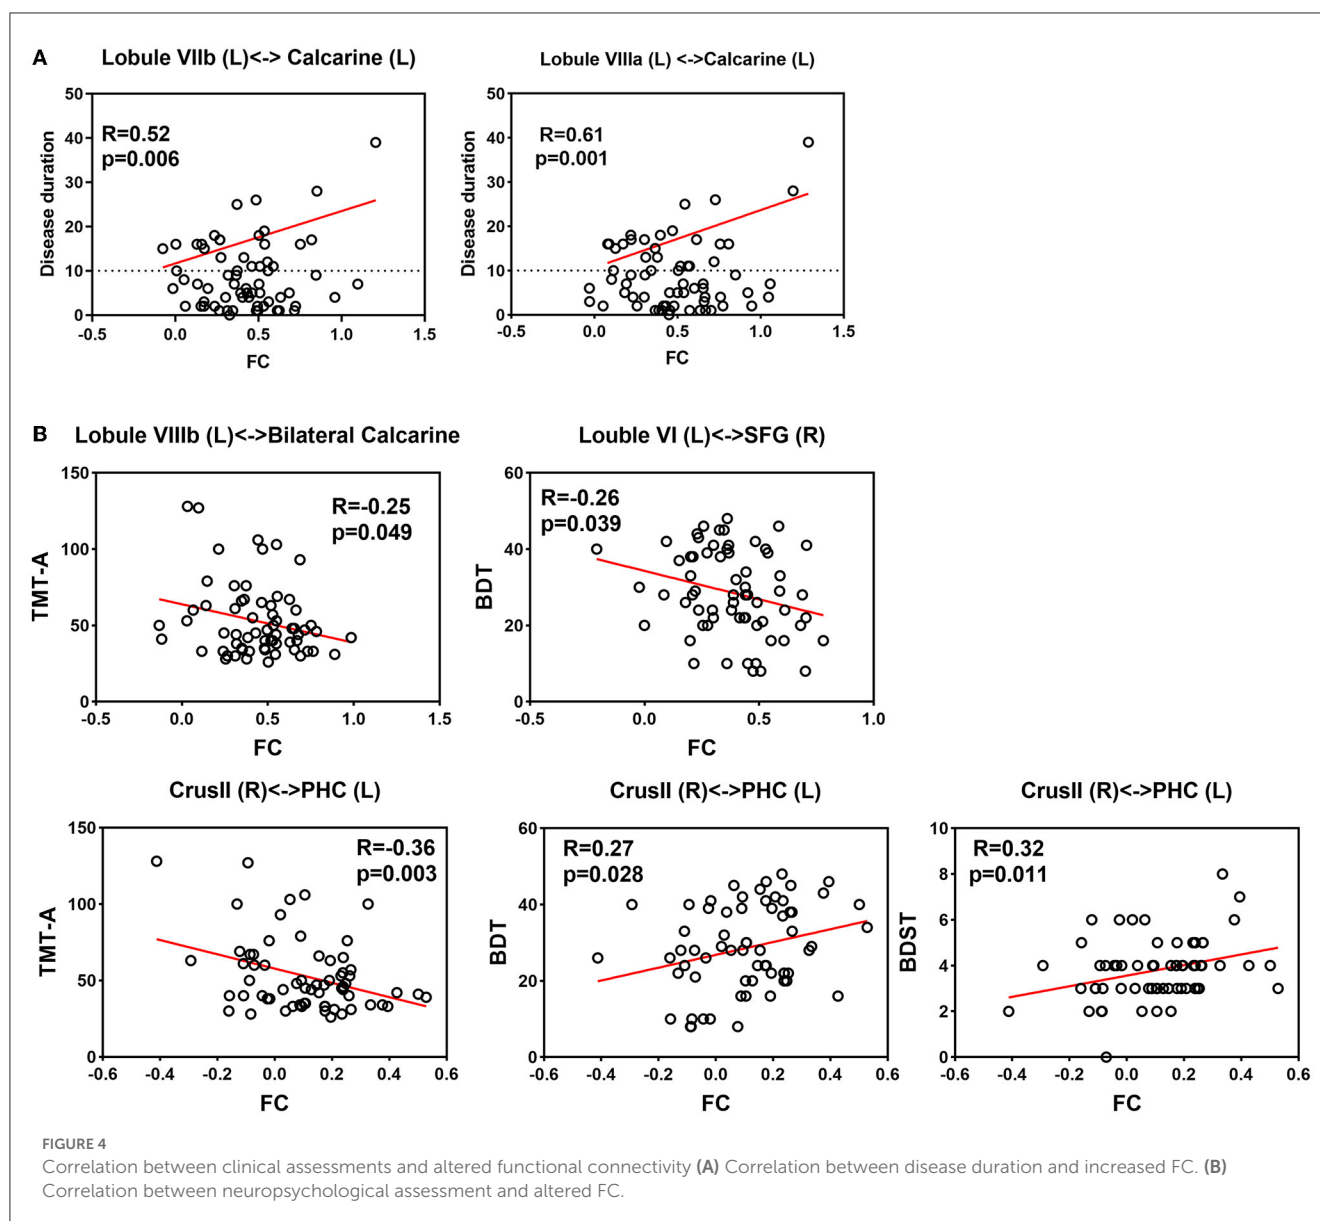 A
Lobule VIIb (L)<-> Calcarine (L)
Lobule VIIIa (L) <->Calcarine (L)
Disease duration
50
40
30
20
10
0
R=0.52
p=0.006
-0.5
0.0
0.5
1.0
1.5
FC
Disease duration
50
40
30
20
10
0
R=0.61
p=0.001
-0.5
0.0
0.5
1.0
1.5
FC
B
Lobule VIIIb (L)<->Bilateral Calcarine
Louble VI (L)<->SFG (R)
TMT-A
150
100
50
0
R=-0.25
p=0.049
-0.5
0.0
0.5
1.0
1.5
FC
BDT
60
40
20
0
R=-0.26
p=0.039
-0.5
0.0
0.5
1.0
FC
CrusII (R)<->PHC (L)
CrusII (R)<->PHC (L)
CrusII (R)<->PHC (L)
TMT-A
150
100
50
0
R=-0.36
p=0.003
-0.6
-0.4
-0.2
0.0
0.2
0.4
0.6
FC
BDT
60
40
20
0
R=0.27
p=0.028
-0.6
-0.4
-0.2
0.0
0.2
0.4
0.6
FC
BDST
10
8
6
4
2
0
R=0.32
p=0.011
-0.6
-0.4
-0.2
0.0
0.2
0.4
0.6
FC
FIGURE 4
Correlation between clinical assessments and altered functional connectivity (A) Correlation between disease duration and increased FC. (B)
Correlation between neuropsychological assessment and altered FC.